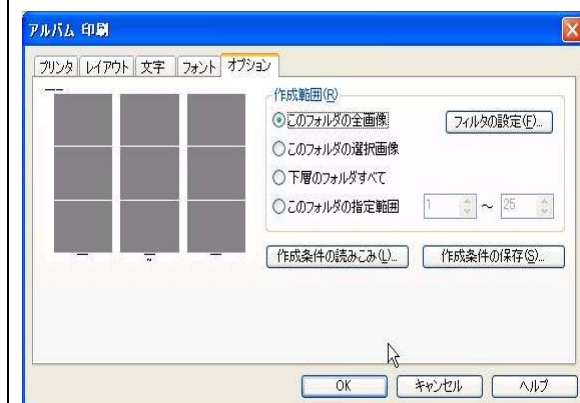 アルバム 印刷
プリンタ レイアウト 文字 フォント オプション
作成範囲(R)
このフォルダの全画像 フィルタの設定(F)...
このフォルダの選択画像
下層のフォルダすべて
このフォルダの指定範囲 1 ～ 25
作成条件の読みこみ(L)... 作成条件の保存(S)...
OK キャンセル ヘルプ